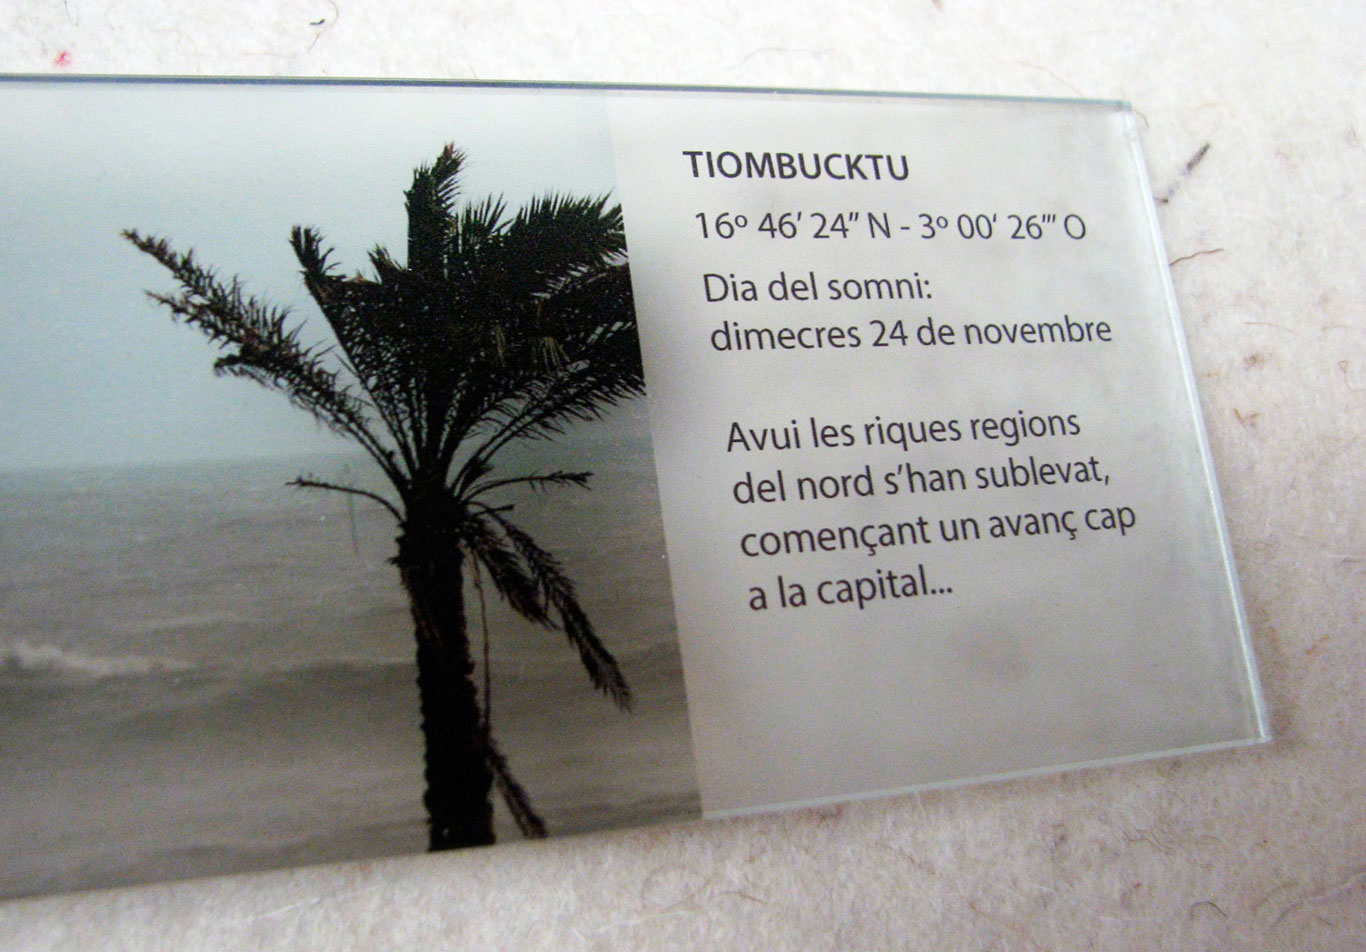 TIOMBUCKTU
16º 46’ 24” N - 3º 00‘ 26’” O
Dia del somni:
dimecres 24 de novembre
Avui les riques regions
del nord s’han sublevat,
començant un avanç cap
a la capital...